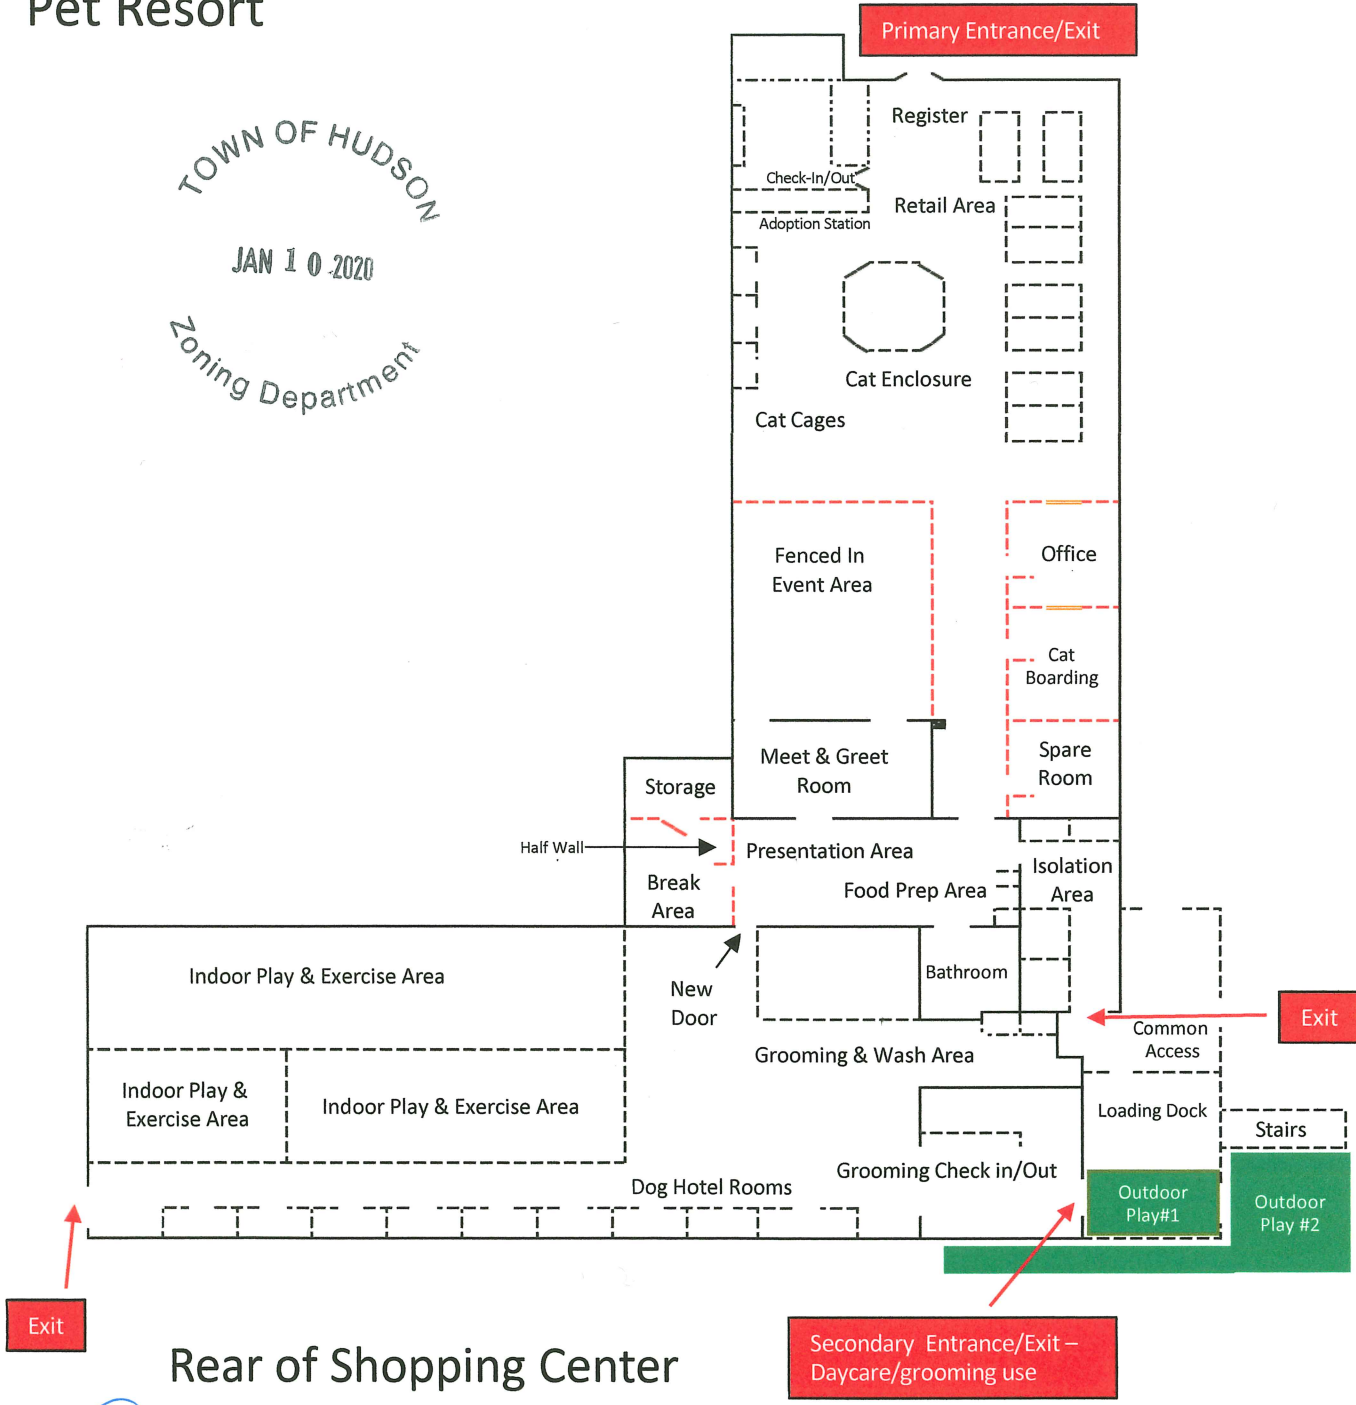 Pet Resort
Primary Entrance/Exit
TOWN OF HUDSON
JAN 10 2020
Zoning Department
Register
Check-In/Out
Retail Area
Adoption Station
Cat Enclosure
Cat Cages
Fenced In
Event Area
Office
Cat
Boarding
Meet & Greet
Room
Spare
Room
Storage
Half Wall
Presentation Area
Isolation
Area
Break
Area
Food Prep Area
Indoor Play & Exercise Area
New
Door
Bathroom
Exit
Common
Access
Grooming & Wash Area
Indoor Play &
Exercise Area
Indoor Play & Exercise Area
Loading Dock
Stairs
Grooming Check in/Out
Dog Hotel Rooms
Outdoor
Play#1
Outdoor
Play #2
Exit
Rear of Shopping Center
Secondary Entrance/Exit –
Daycare/grooming use